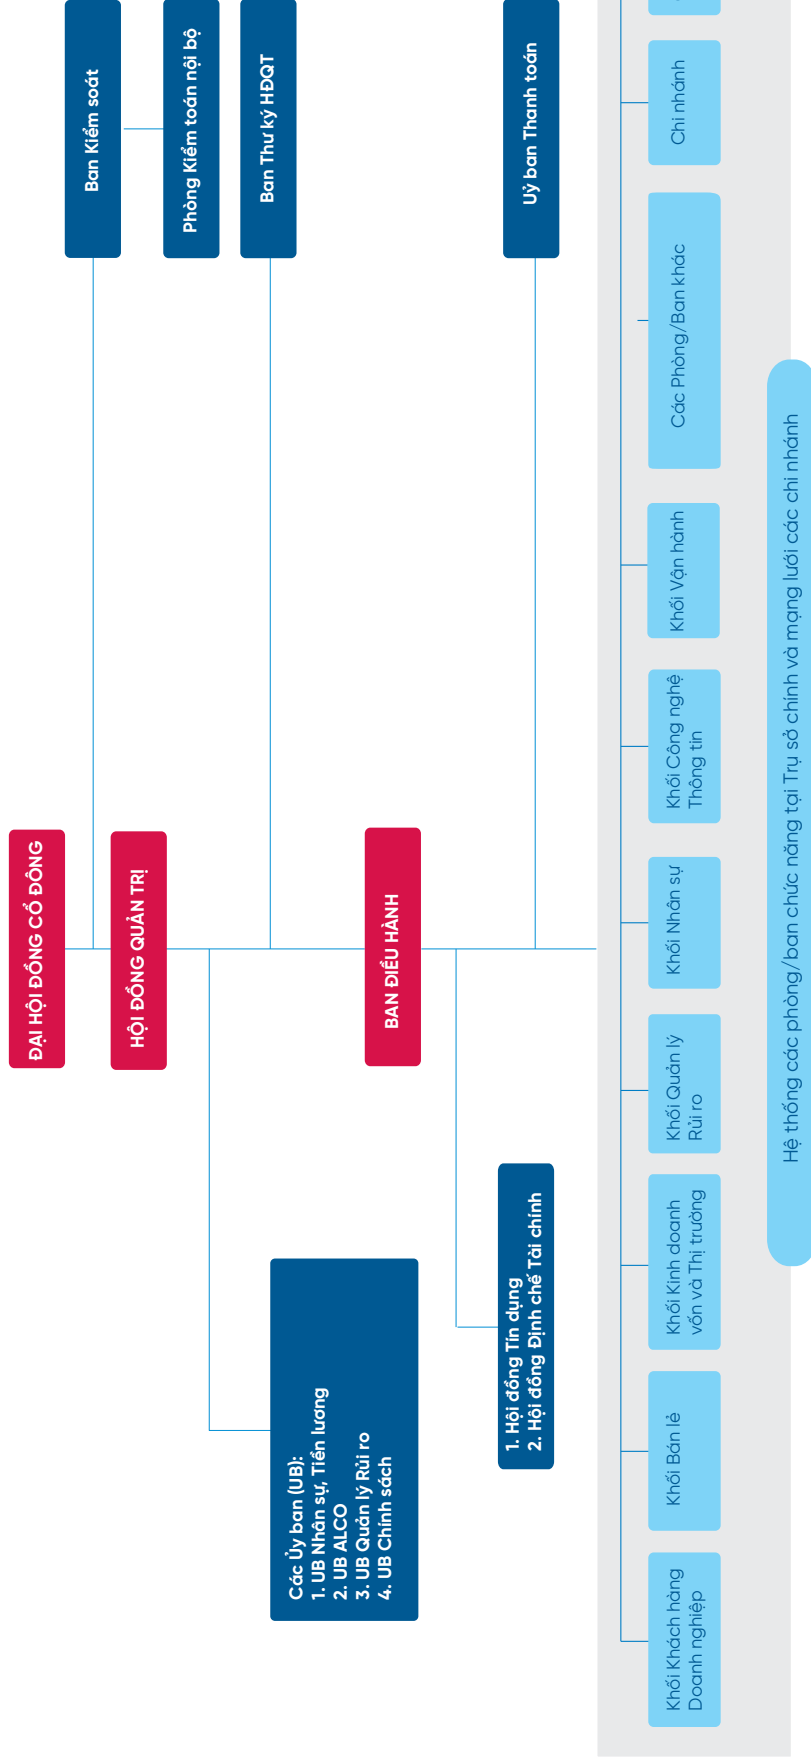 ĐẠI HỘI ĐỒNG CỔ ĐÔNG
Ban Kiểm soát
HỘI ĐỒNG QUẢN TRỊ
Phòng Kiểm toán nội bộ
Ban Thư ký HĐQT
Các Ủy ban (UB):
1. UB Nhân sự, Tiền lương
2. UB ALCO
3. UB Quản lý Rủi ro
4. UB Chính sách
BAN ĐIỀU HÀNH
1. Hội đồng Tín dụng
2. Hội đồng Định chế Tài chính
Uỷ ban Thanh toán
Khối Khách hàng
Doanh nghiệp
Khối Bán lẻ
Khối Kinh doanh
vốn và Thị trường
Khối Quản lý
Rủi ro
Khối Nhân sự
Khối Công nghệ
Thông tin
Khối Vận hành
Các Phòng/Ban khác
Chi nhánh
Hệ thống các phòng/ban chức năng tại Trụ sở chính và mạng lưới các chi nhánh